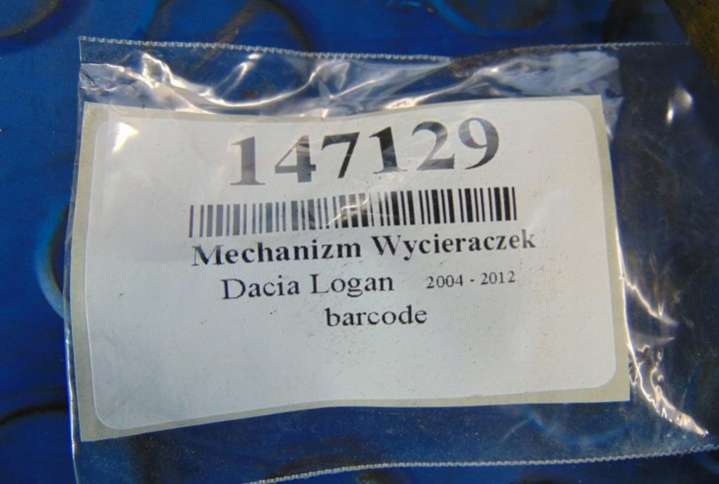 147129
Mechanizm Wycieraczek
Dacia Logan 2004 - 2012
barcode